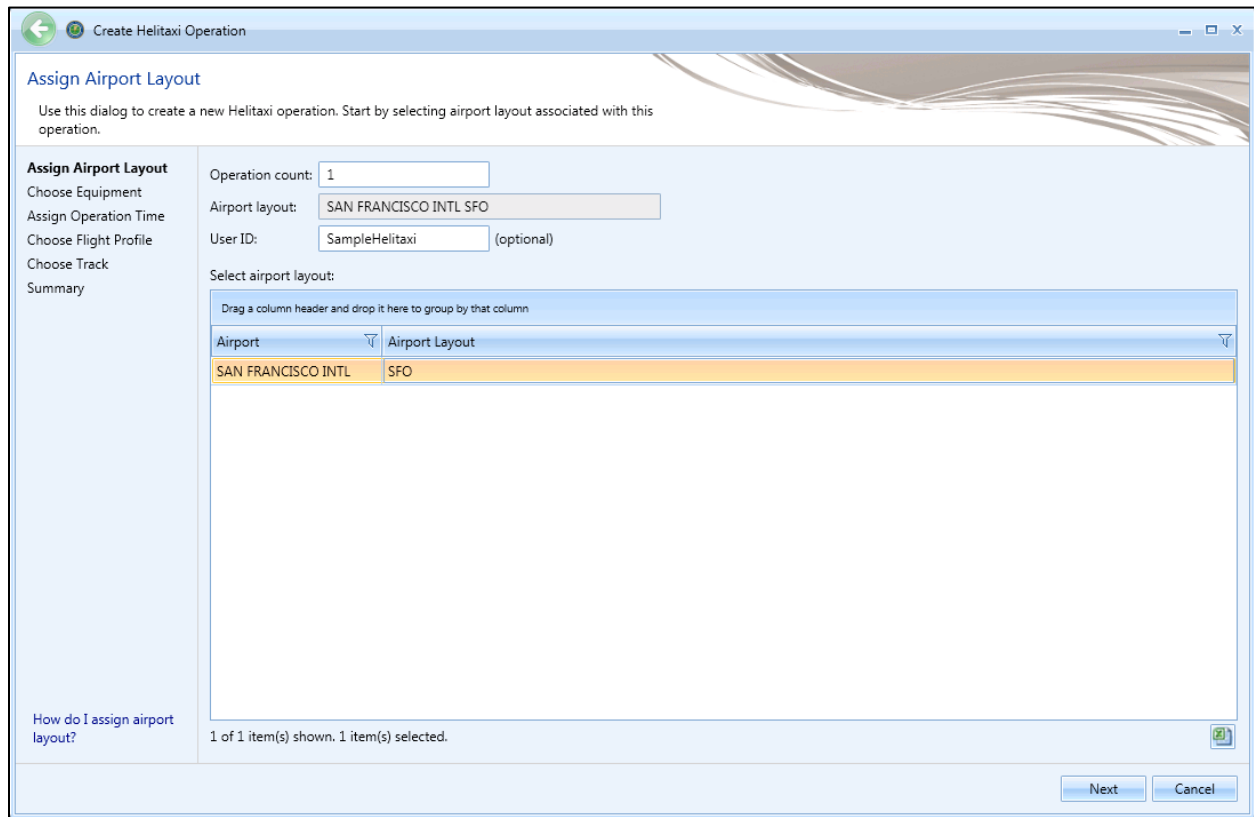 Create Helitaxi Operation
Assign Airport Layout
Use this dialog to create a new Helitaxi operation. Start by selecting airport layout associated with this
operation.
Assign Airport Layout
Choose Equipment
Assign Operation Time
Choose Flight Profile
Choose Track
Summary
How do I assign airport
layout?
Operation count: 1
Airport layout: SAN FRANCISCO INTL SFO
User ID: SampleHelitaxi (optional)
Select airport layout:
Drag a column header and drop it here to group by that column
Airport Airport Layout
SAN FRANCISCO INTL SFO
1 of 1 item(s) shown. 1 item(s) selected.
Next Cancel